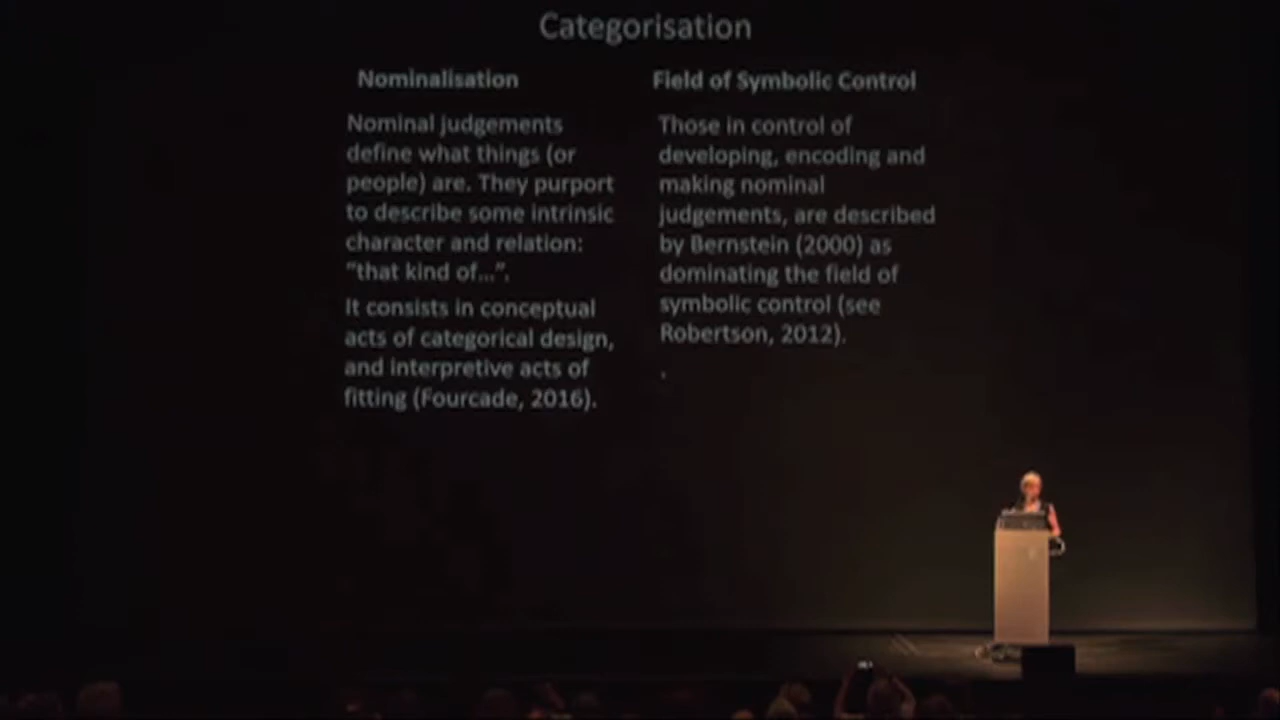 Categorisation
Nominalisation
Nominal judgements
define what things (or
people) are. They purport
to describe some intrinsic
character and relation:
"that kind of…".
It consists in conceptual
acts of categorical design,
and interpretive acts of
fitting (Fourcade, 2016).
Field of Symbolic Control
Those in control of
developing, encoding and
making nominal
judgements, are described
by Bernstein (2000) as
dominating the field of
symbolic control (see
Robertson, 2012).
.